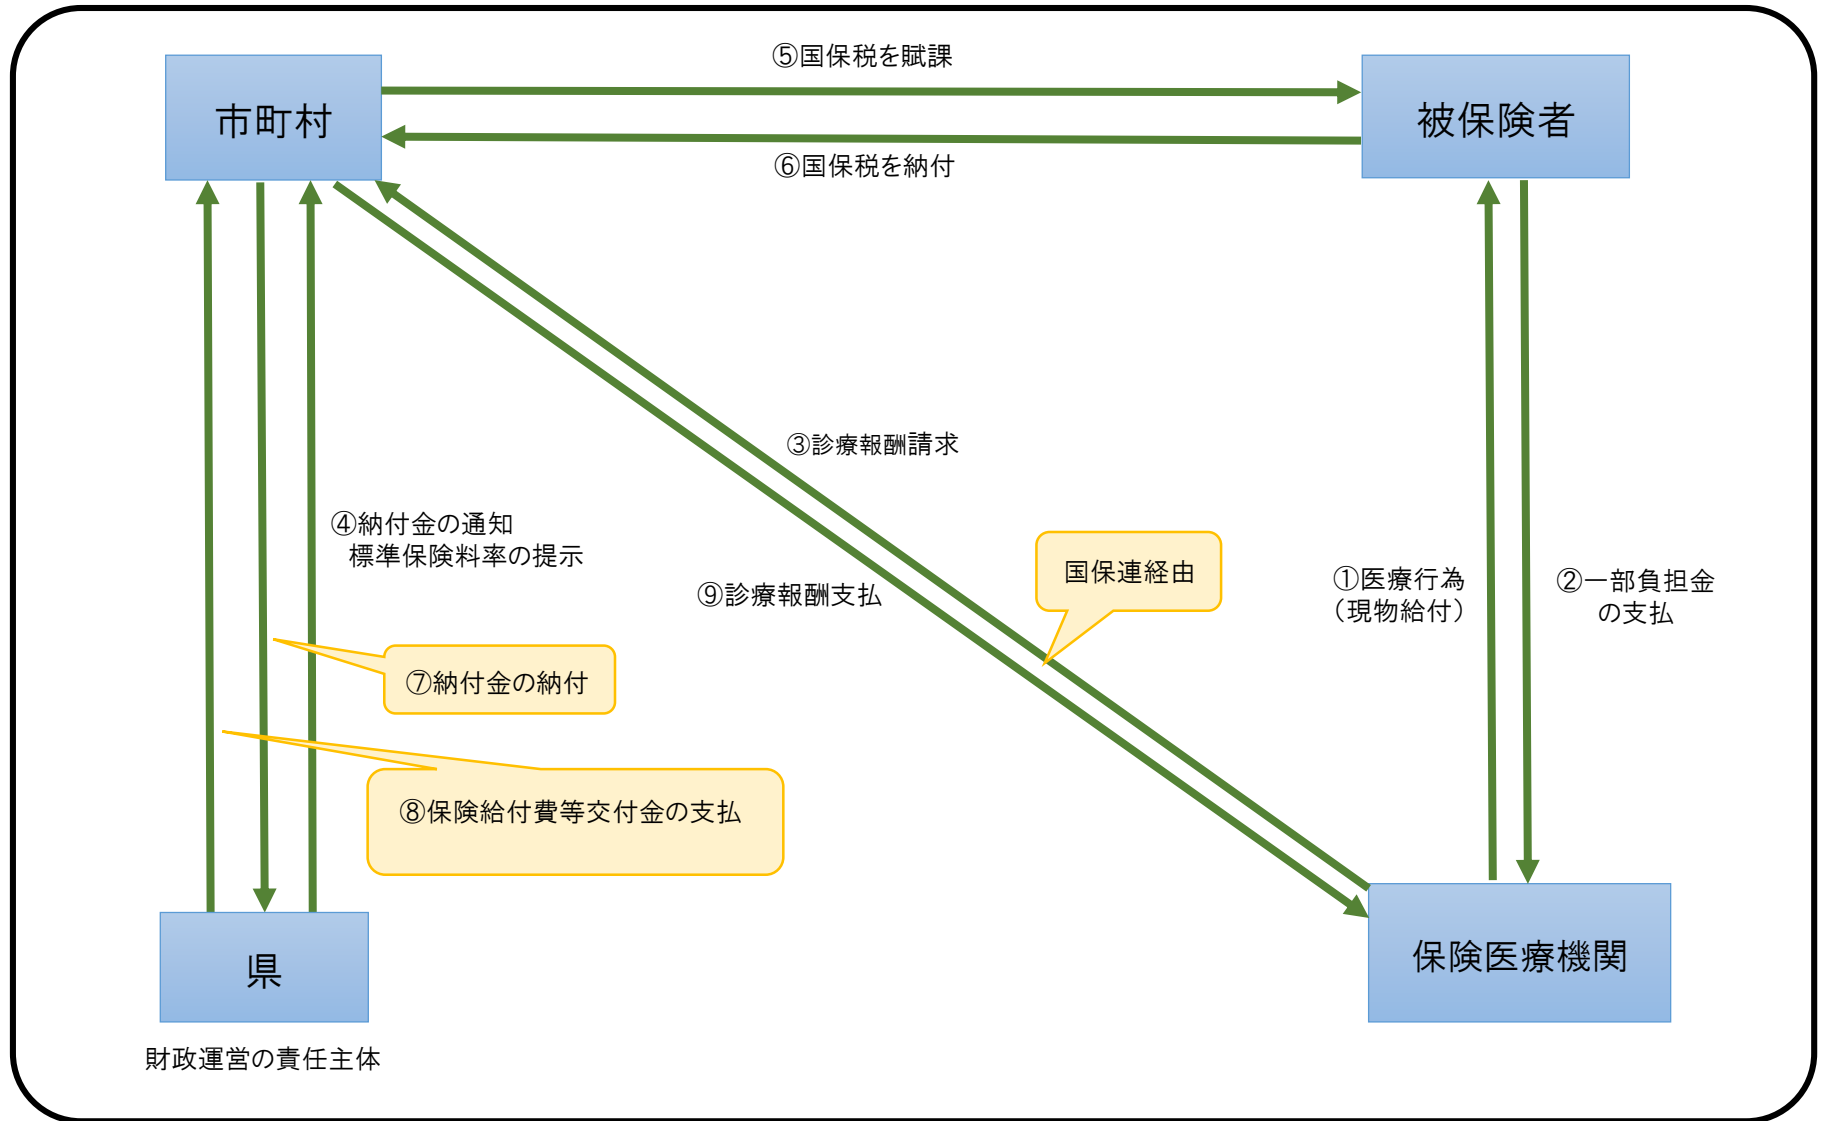 ⑤国保税を賦課
市町村
被保険者
⑥国保税を納付
③診療報酬請求
④納付金の通知
標準保険料率の提示
国保連経由
⑨診療報酬支払
①医療行為
（現物給付）
②一部負担金
の支払
⑦納付金の納付
⑧保険給付費等交付金の支払
県
保険医療機関
財政運営の責任主体